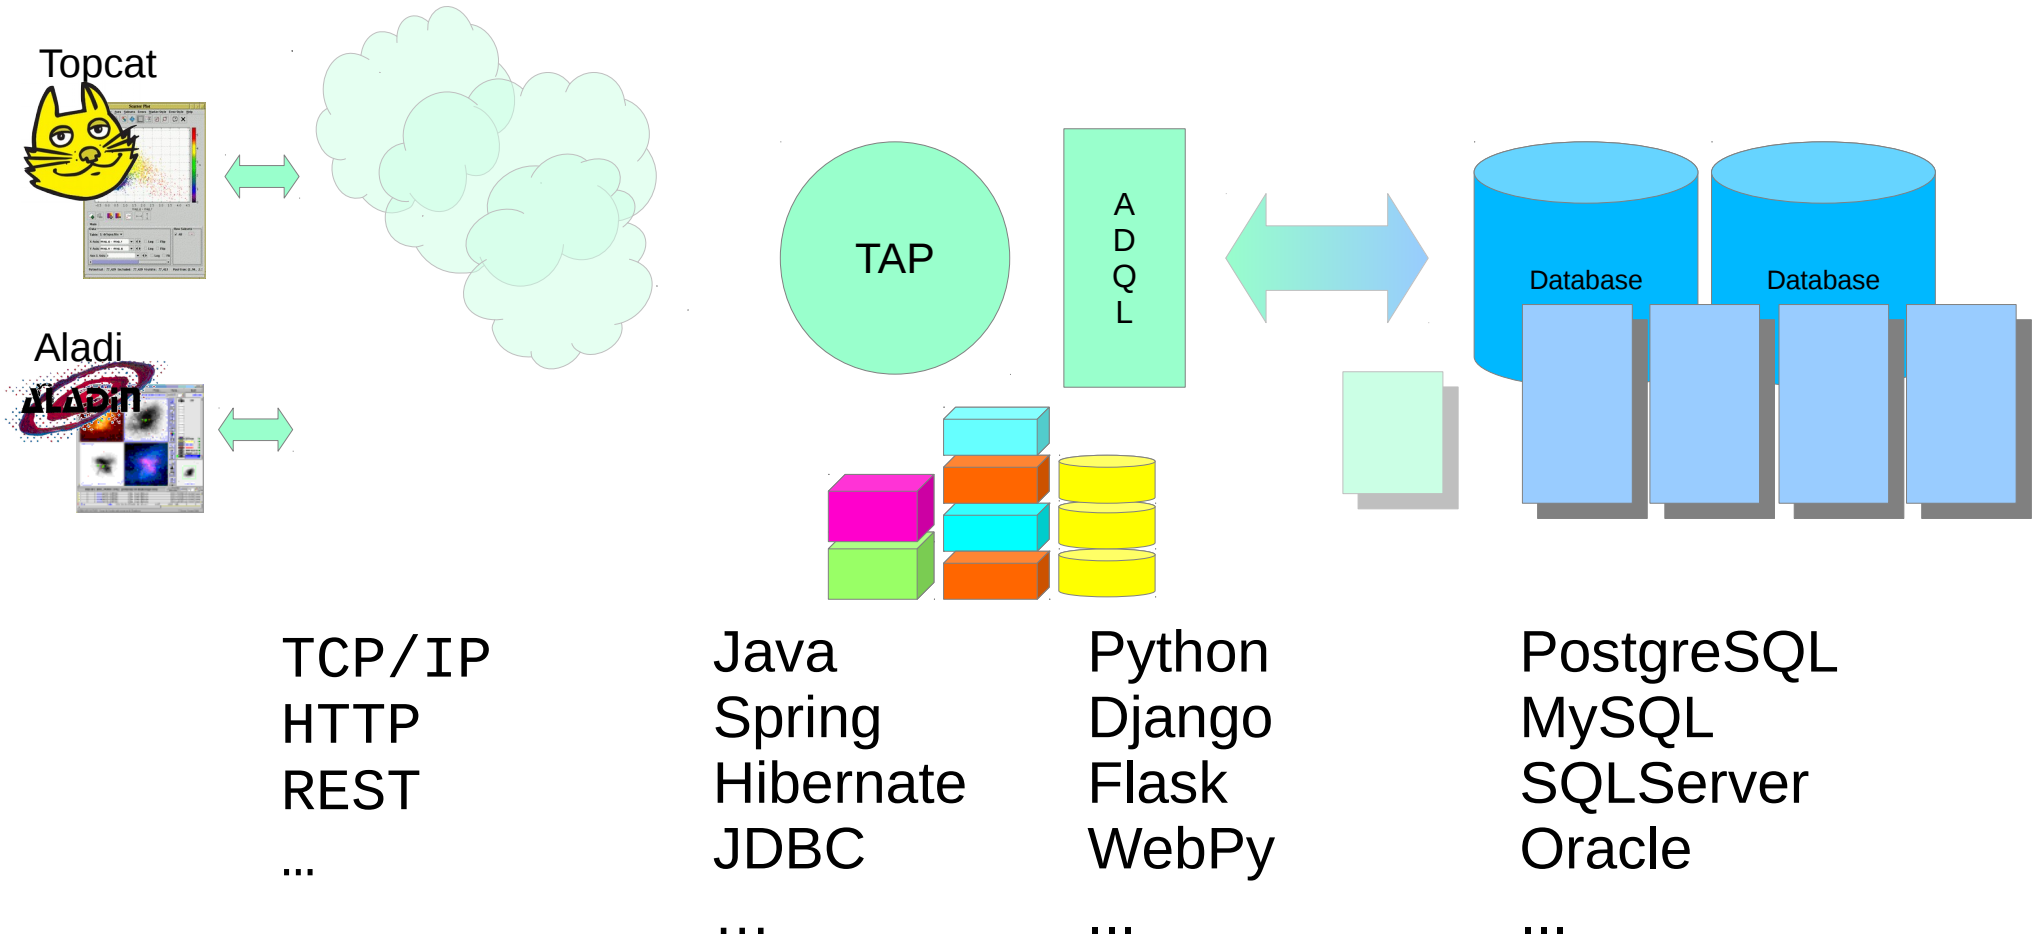 Topcat
Aladi
ALADiN
TAP
A
D
Q
L
Database
Database
TCP/IP
HTTP
REST
…
Java
Spring
Hibernate
JDBC
…
Python
Django
Flask
WebPy
...
PostgreSQL
MySQL
SQLServer
Oracle
...